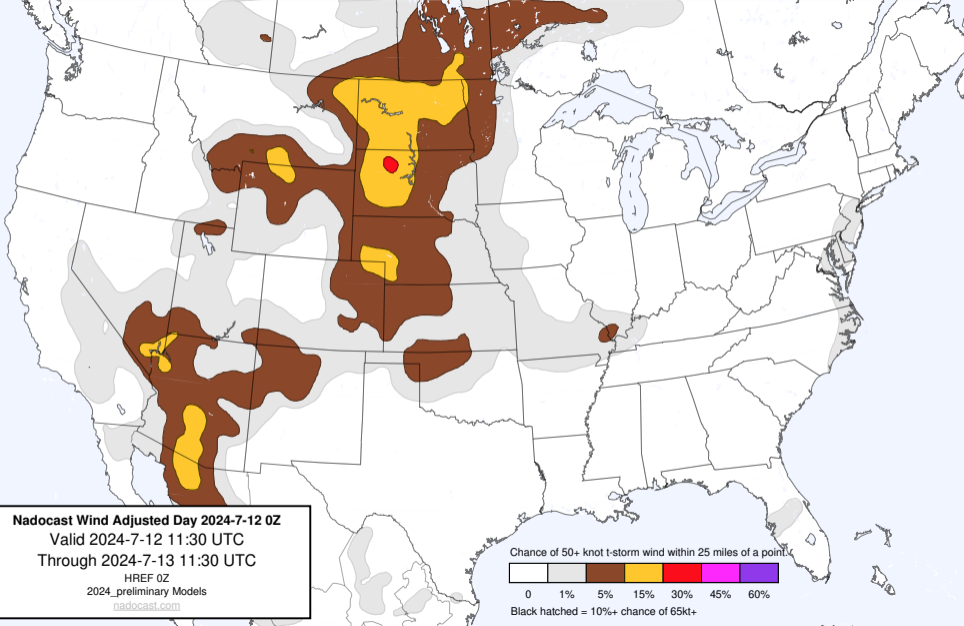 Nadocast Wind Adjusted Day 2024-7-12 0Z
Valid 2024-7-12 11:30 UTC
Through 2024-7-13 11:30 UTC
HREF 0Z
2024_preliminary Models
nadocast.com
Chance of 50+ knot t-storm wind within 25 miles of a point.
0 1% 5% 15% 30% 45% 60%
Black hatched = 10%+ chance of 65kt+